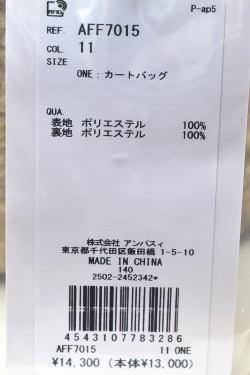 RFID
P-ap5
REF. AFF7015
COL. 11
SIZE
ONE：カートバッグ
QUA.
表地 ポリエステル 100%
裏地 ポリエステル 100%
株式会社 アンパスィ
東京都千代田区飯田橋 1-5-10
MADE IN CHINA
140
2502-2452342*
4543107783286
AFF7015 11 ONE
¥14,300 (本体¥13,000)